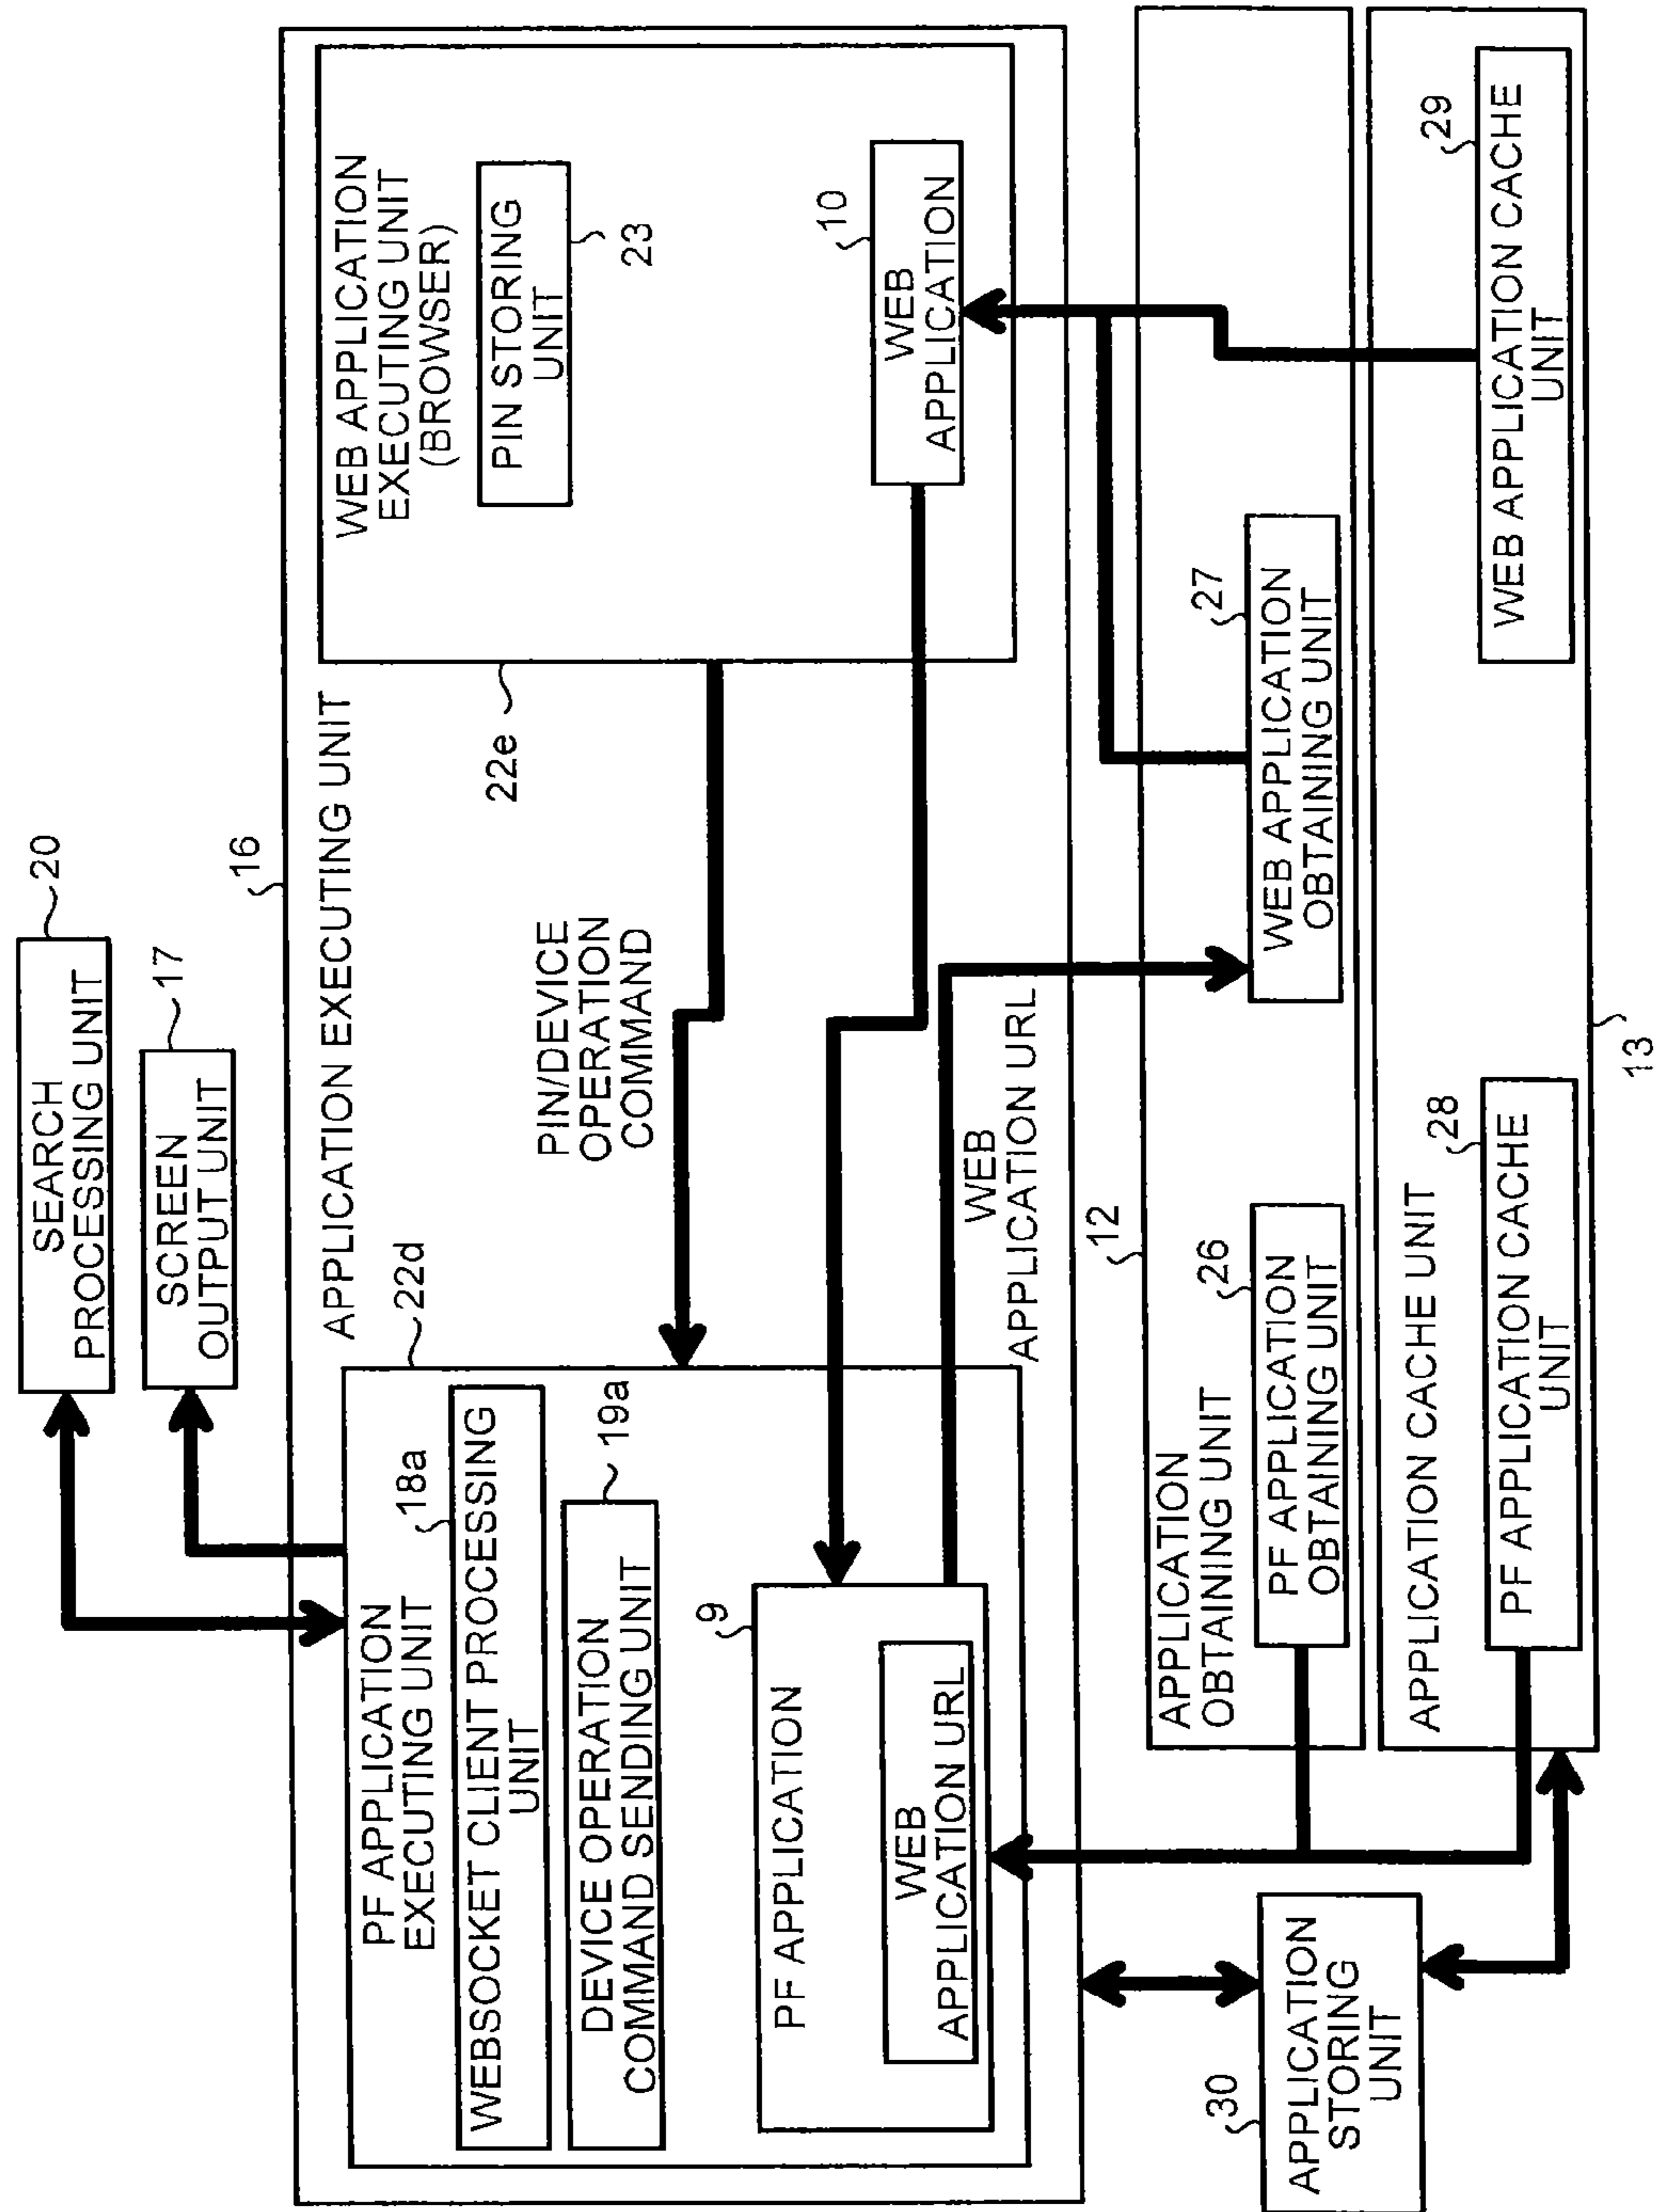 SEARCH
PROCESSING UNIT
20
SCREEN
OUTPUT UNIT
17
16
APPLICATION EXECUTING UNIT
22d
PF APPLICATION
EXECUTING UNIT
18a
WEBSOCKET CLIENT PROCESSING
UNIT
19a
DEVICE OPERATION
COMMAND SENDING UNIT
9
PF APPLICATION
WEB
APPLICATION URL
PIN/DEVICE
OPERATION
COMMAND
WEB
APPLICATION URL
22e
WEB APPLICATION
EXECUTING UNIT
(BROWSER)
PIN STORING
UNIT
23
10
WEB
APPLICATION
12
APPLICATION
OBTAINING UNIT
26
PF APPLICATION
OBTAINING UNIT
27
WEB APPLICATION
OBTAINING UNIT
30
APPLICATION
STORING
UNIT
APPLICATION CACHE UNIT
28
PF APPLICATION CACHE
UNIT
29
WEB APPLICATION CACHE
UNIT
13